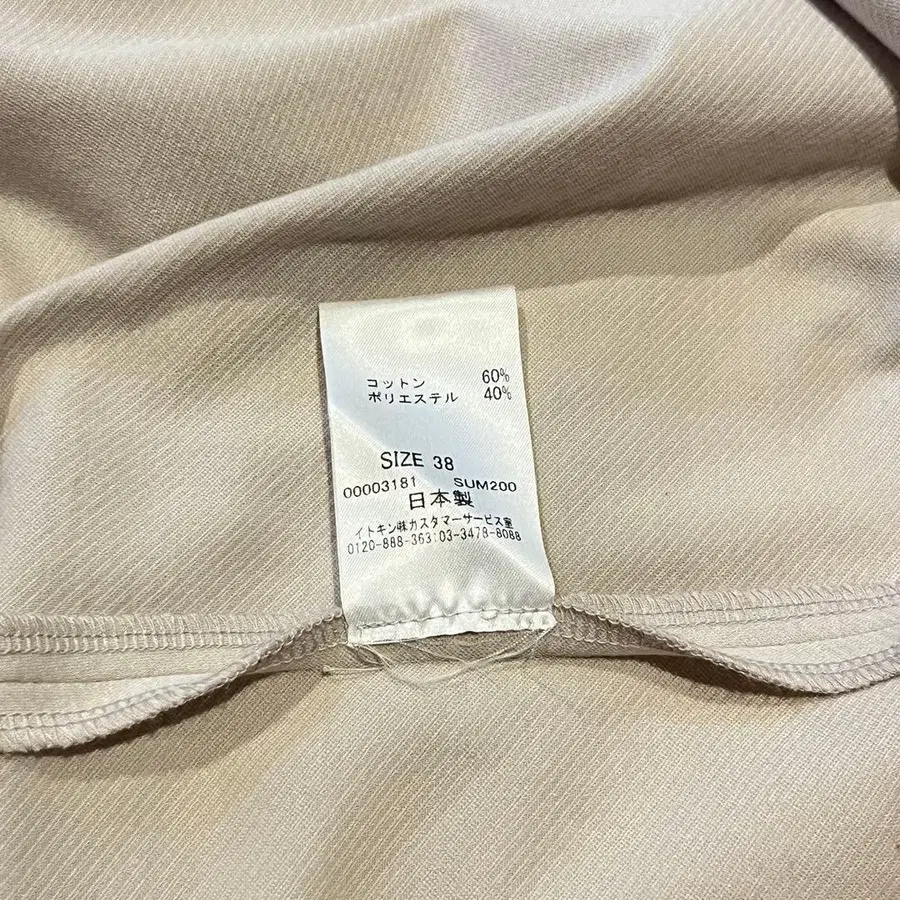 コットン 60%
ポリエステル 40%
SIZE 38
00003181 SUM200
日本製
イトキン㈱カスタマーサービス室
0120-888-363:03-3478-8088